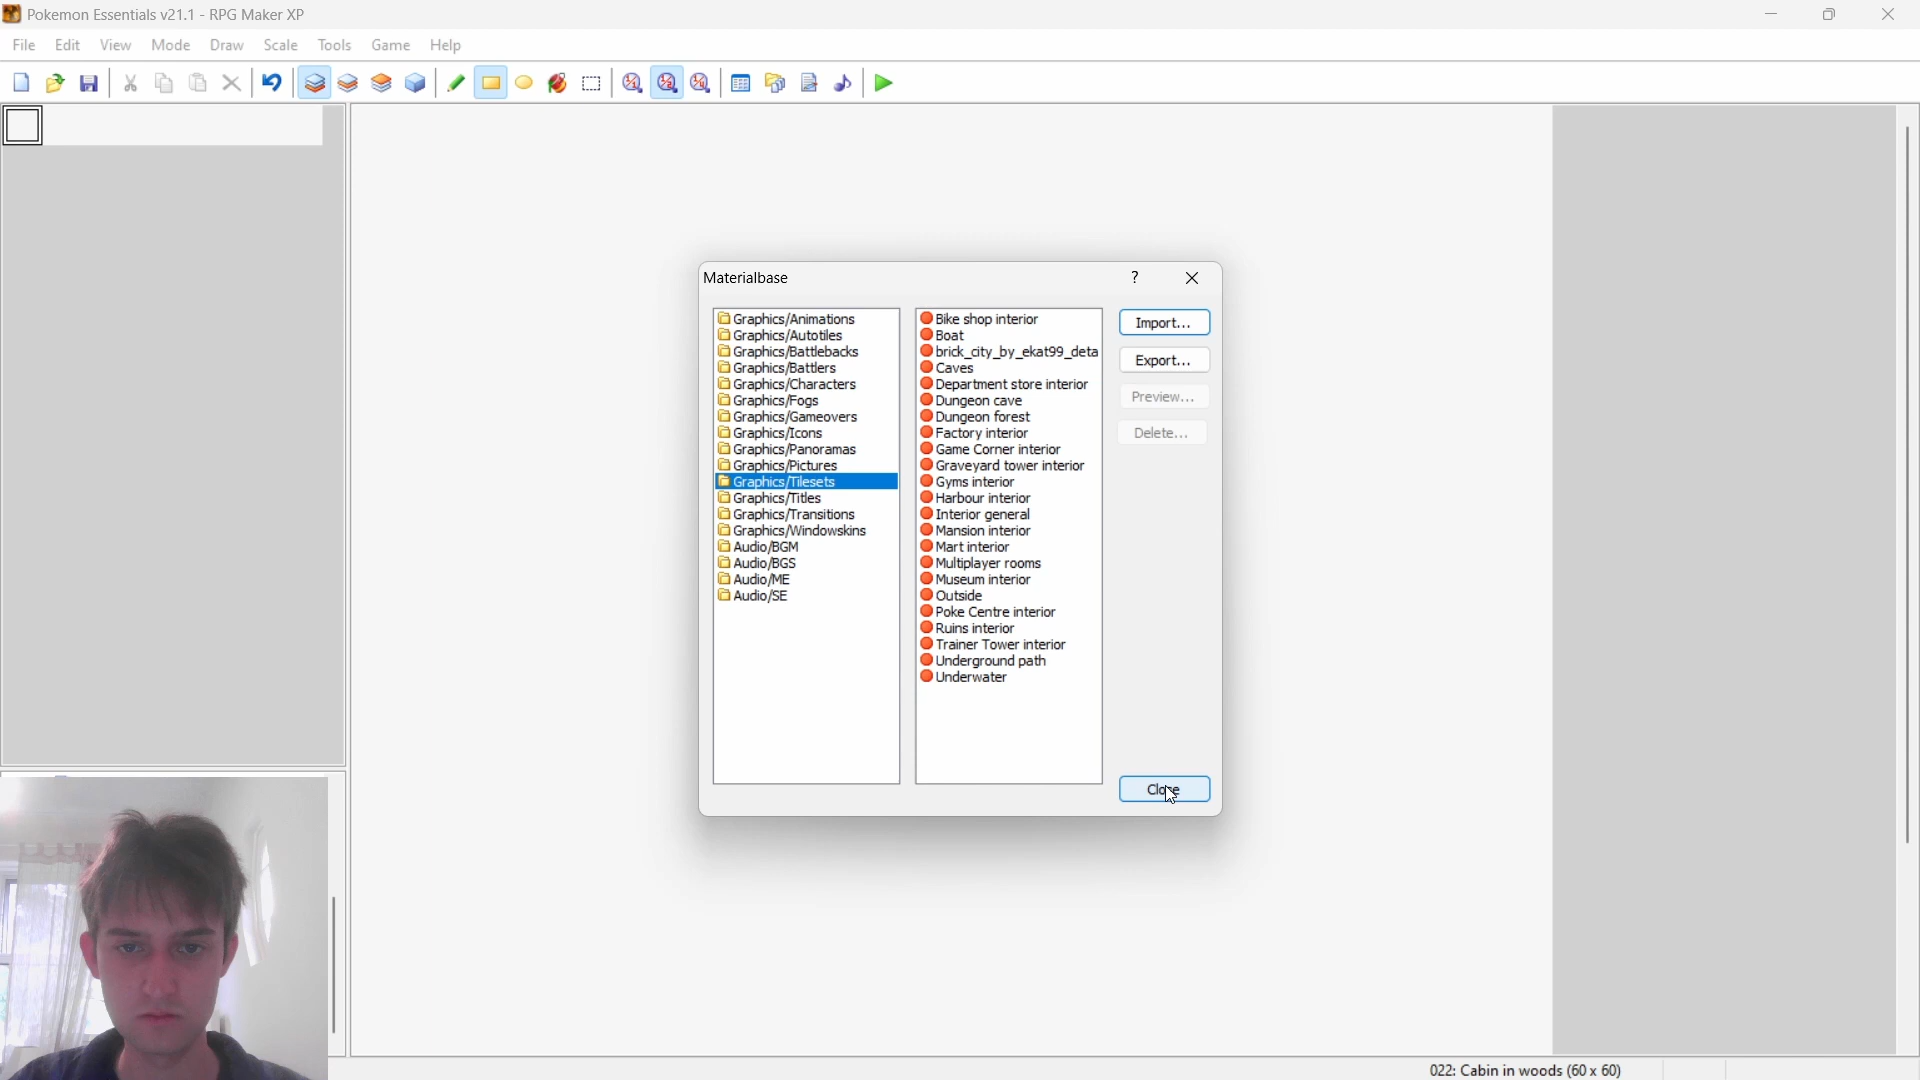 Pokemon Essentials v21.1 - RPG Maker XP
File Edit View Mode Draw Scale Tools Game Help
Materialbase ?
Graphics/Animations
Graphics/Autotiles
Graphics/Battlebacks
Graphics/Battlers
Graphics/Characters
Graphics/Fogs
Graphics/Gameovers
Graphics/Icons
Graphics/Panoramas
Graphics/Pictures
Graphics/Tilesets
Graphics/Titles
Graphics/Transitions
Graphics/Windowskins
Audio/BGM
Audio/BGS
Audio/ME
Audio/SE
Bike shop interior
Boat
brick_city_by_ekat99_deta
Caves
Department store interior
Dungeon cave
Dungeon forest
Factory interior
Game Corner interior
Graveyard tower interior
Gyms interior
Harbour interior
Interior general
Mansion interior
Mart interior
Multiplayer rooms
Museum interior
Outside
Poke Centre interior
Ruins interior
Trainer Tower interior
Underground path
Underwater
Import...
Export...
Preview...
Delete...
Close
022: Cabin in woods (60 x 60)